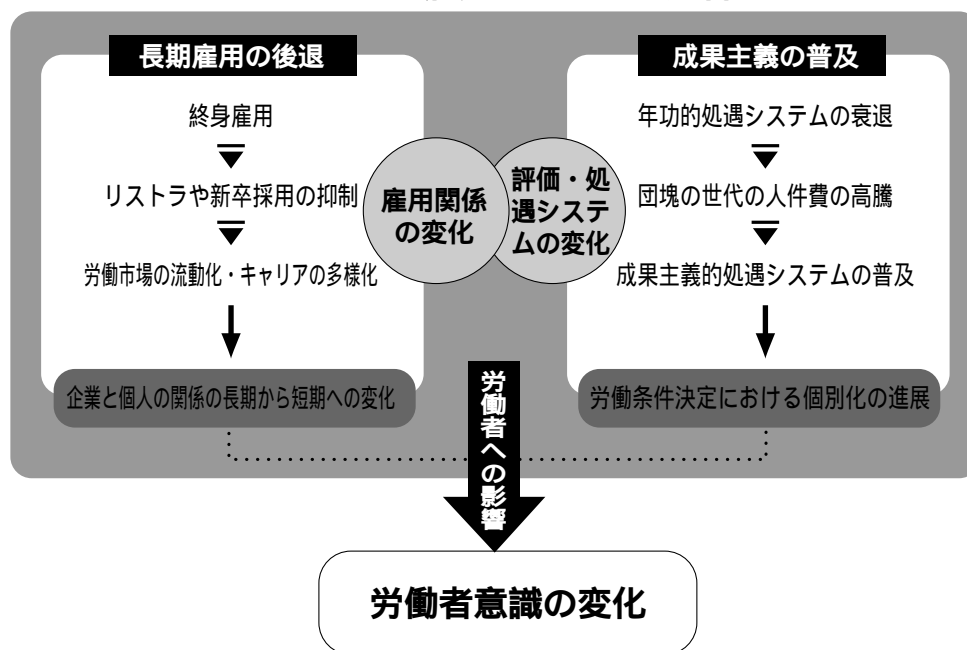 長期雇用の後退
終身雇用
リストラや新卒採用の抑制
労働市場の流動化・キャリアの多様化
企業と個人の関係の長期から短期への変化
雇用関係
の変化
評価・処
遇システ
ムの変化
成果主義の普及
年功的処遇システムの衰退
団塊の世代の人件費の高騰
成果主義的処遇システムの普及
労働条件決定における個別化の進展
労働者への影響
労働者意識の変化